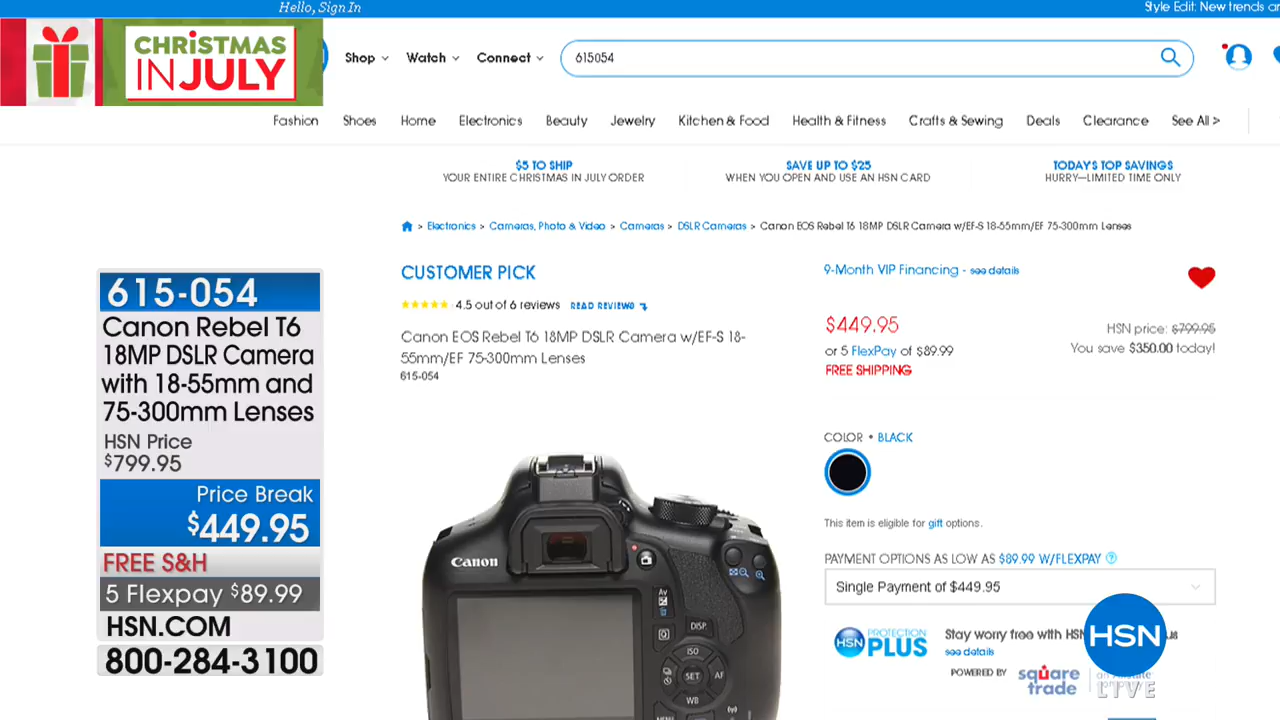 Hello, Sign In
Style Edit: New trends
CHRISTMAS
IN JULY
Shop
Watch
Connect
615054
Fashion
Shoes
Home
Electronics
Beauty
Jewelry
Kitchen & Food
Health & Fitness
Crafts & Sewing
Deals
Clearance
See All >
$5 TO SHIP
YOUR ENTIRE CHRISTMAS IN JULY ORDER
SAVE UP TO $25
WHEN YOU OPEN AND USE AN HSN CARD
TODAY'S TOP SAVINGS
HURRY—LIMITED TIME ONLY
> Electronics > Cameras, Photo & Video > Cameras > DSLR Cameras > Canon EOS Rebel T6 18MP DSLR Camera w/EF-S 18-55mm/EF 75-300mm Lenses
615-054
Canon Rebel T6
18MP DSLR Camera
with 18-55mm and
75-300mm Lenses
HSN Price
$799.95
Price Break
$449.95
FREE S&H
5 Flexpay $89.99
HSN.COM
800-284-3100
CUSTOMER PICK
4.5 out of 6 reviews READ REVIEWS
Canon EOS Rebel T6 18MP DSLR Camera w/EF-S 18-
55mm/EF 75-300mm Lenses
615-054
Canon
Av
DISP.
ISO
SET
AF
WB
MENU
9-Month VIP Financing - see details
$449.95
HSN price: $799.95
or 5 FlexPay of $89.99
You save $350.00 today!
FREE SHIPPING
COLOR • BLACK
This item is eligible for gift options.
PAYMENT OPTIONS AS LOW AS $89.99 W/FLEXPAY ?
Single Payment of $449.95
HSN PROTECTION
PLUS
Stay worry free with HSN
see details
POWERED BY
square
trade
HSN
LIVE